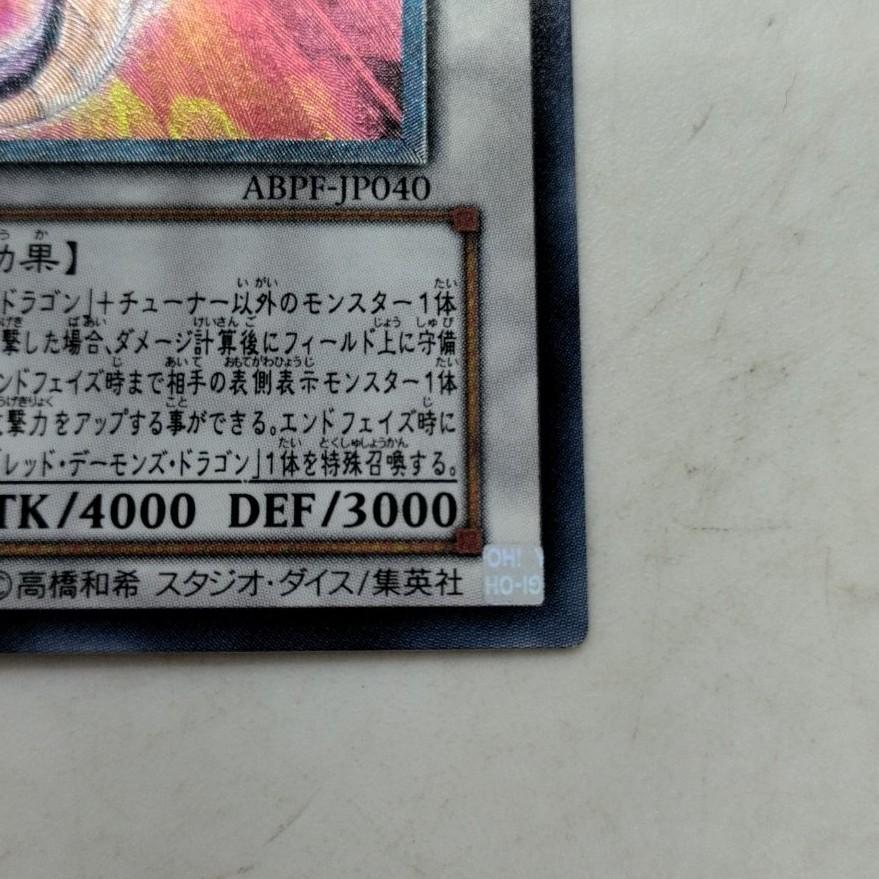 ABPF-JP040
効果】
ドラゴン」＋チューナー以外のモンスター1体
撃した場合、ダメージ計算後にフィールド上に守備
ンドフェイズ時まで相手の表側表示モンスター1体
攻撃力をアップする事ができる。エンドフェイズ時に
「レッド・デーモンズ・ドラゴン」1体を特殊召喚する。
TK/4000 DEF/3000
©高橋和希 スタジオ・ダイス/集英社